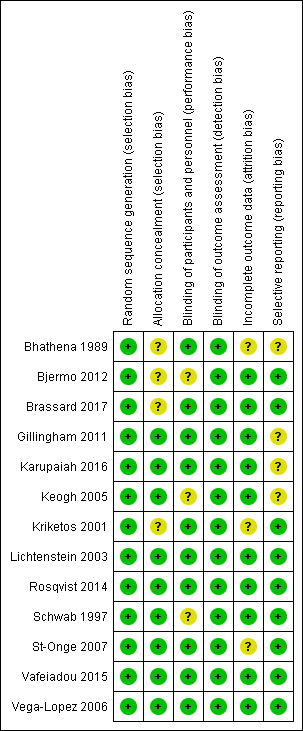 Random sequence generation (selection bias)
Allocation concealment (selection bias)
Blinding of participants and personnel (performance bias)
Blinding of outcome assessment (detection bias)
Incomplete outcome data (attrition bias)
Selective reporting (reporting bias)
Bhathena 1989 + ? + + ? ?
Bjermo 2012 + ? ? + + +
Brassard 2017 + ? + + + +
Gillingham 2011 + + + + + ?
Karupaiah 2016 + + + + + ?
Keogh 2005 + + ? + + ?
Kriketos 2001 + ? + + ? +
Lichtenstein 2003 + + + + + +
Rosqvist 2014 + + + + + +
Schwab 1997 + + ? + + +
St-Onge 2007 + + + + ? +
Vafeiadou 2015 + + + + + +
Vega-Lopez 2006 + + + + + +